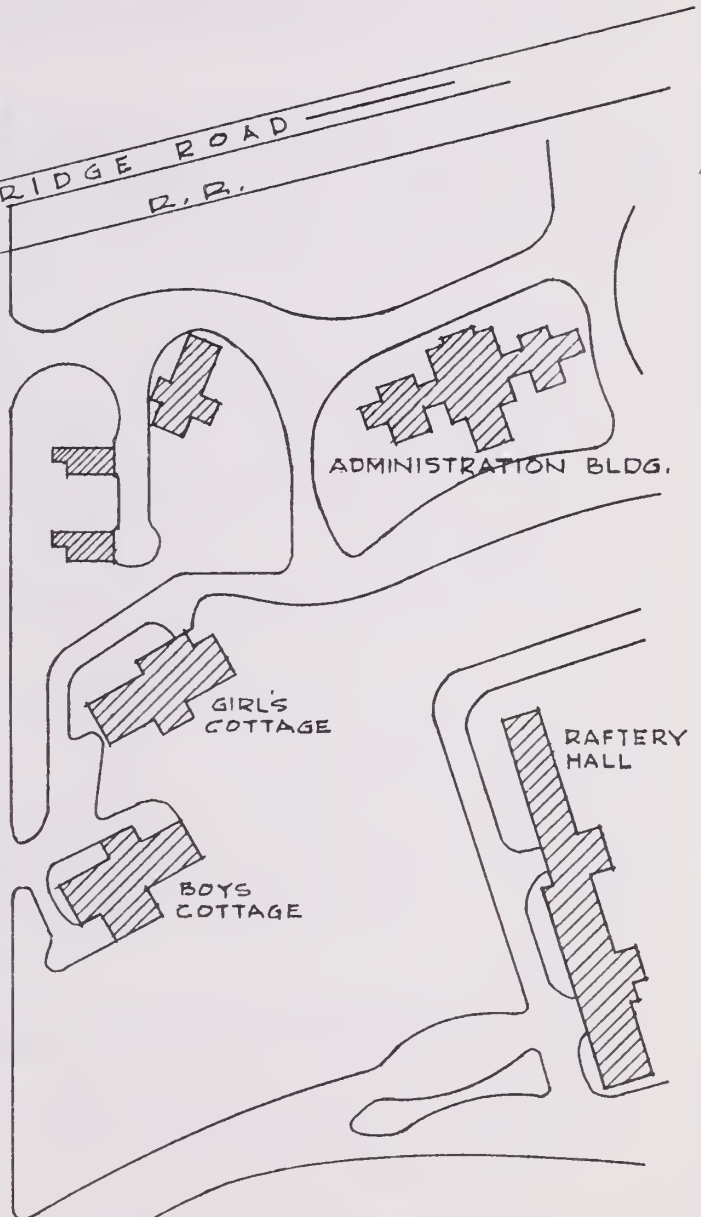 RIDGE ROAD
R.R.
ADMINISTRATION BLDG.
GIRL'S
COTTAGE
RAFTERY
HALL
BOYS
COTTAGE